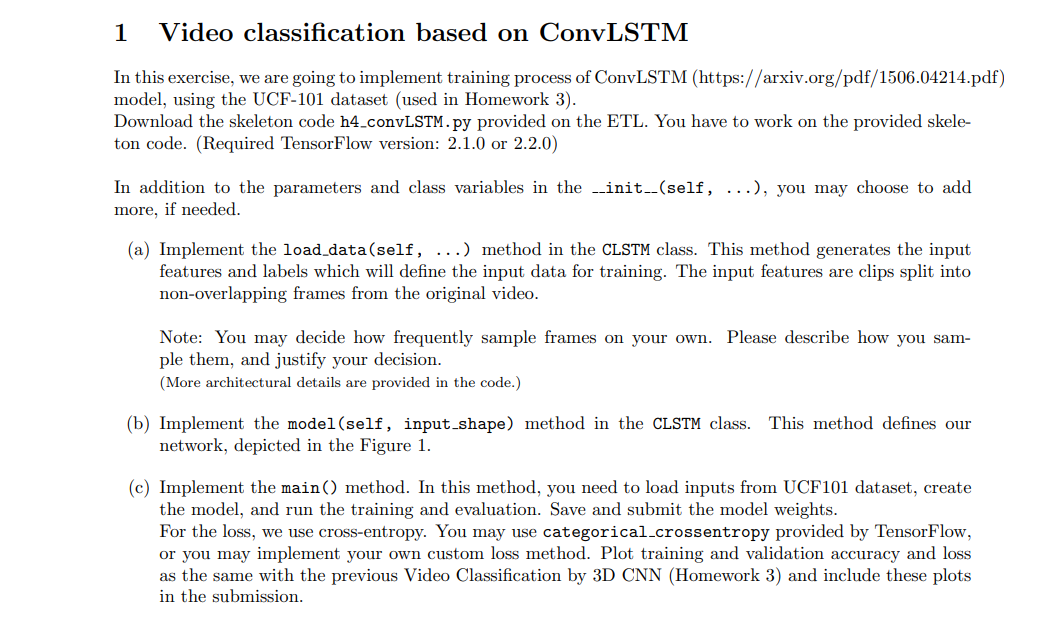 1 Video classification based on ConvLSTM
In this exercise, we are going to implement training process of ConvLSTM (https://arxiv.org/pdf/1506.04214.pdf)
model, using the UCF-101 dataset (used in Homework 3).
Download the skeleton code h4_convLSTM.py provided on the ETL. You have to work on the provided skele-
ton code. (Required TensorFlow version: 2.1.0 or 2.2.0)
In addition to the parameters and class variables in the __init__(self, ...), you may choose to add
more, if needed.
(a) Implement the load_data(self, ...) method in the CLSTM class. This method generates the input
features and labels which will define the input data for training. The input features are clips split into
non-overlapping frames from the original video.
Note: You may decide how frequently sample frames on your own. Please describe how you sam-
ple them, and justify your decision.
(More architectural details are provided in the code.)
(b) Implement the model(self, input_shape) method in the CLSTM class. This method defines our
network, depicted in the Figure 1.
(c) Implement the main() method. In this method, you need to load inputs from UCF101 dataset, create
the model, and run the training and evaluation. Save and submit the model weights.
For the loss, we use cross-entropy. You may use categorical_crossentropy provided by TensorFlow,
or you may implement your own custom loss method. Plot training and validation accuracy and loss
as the same with the previous Video Classification by 3D CNN (Homework 3) and include these plots
in the submission.